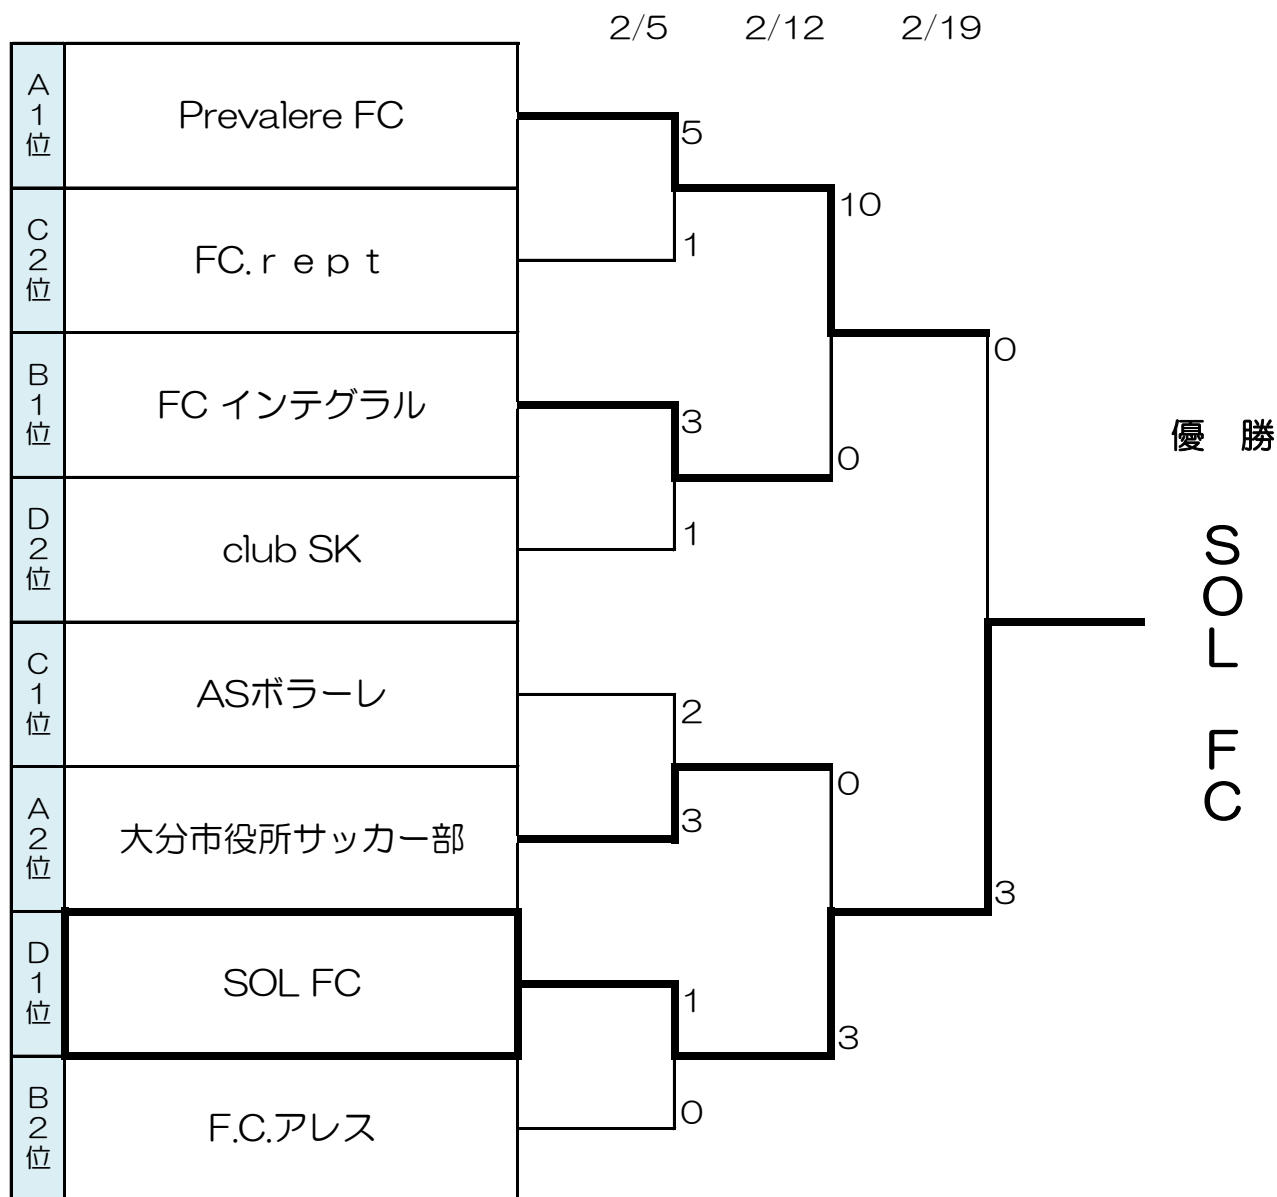 2/5 2/12 2/19
A1位 Prevalere FC 5
10
C2位 FC.ｒｅｐｔ 1
0
B1位 FC インテグラル 3
0
D2位 club SK 1
優 勝
SOL FC
C1位 ASボラーレ 2
0
A2位 大分市役所サッカー部 3
3
D1位 SOL FC 1
3
B2位 F.C.アレス 0